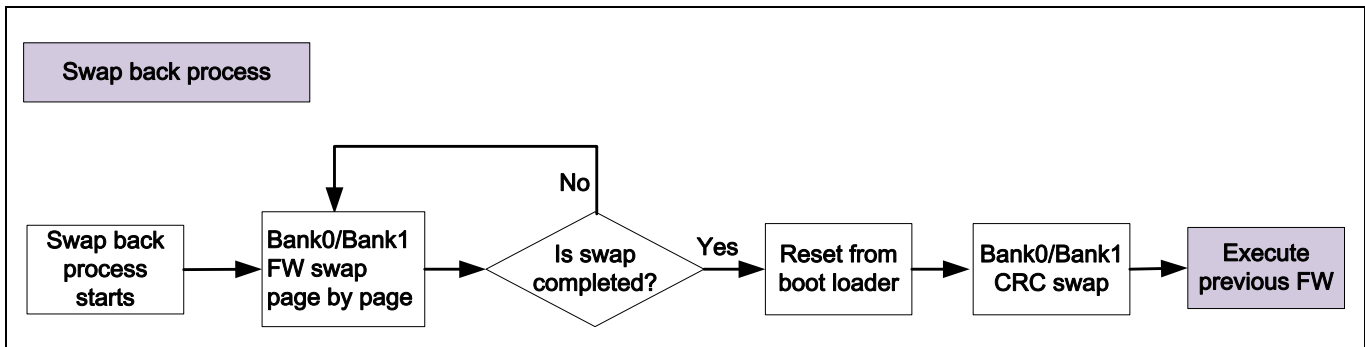 Swap back process
Swap back
process
starts
Bank0/Bank1
FW swap
page by page
No
Is swap
completed?
Yes
Reset from
boot loader
Bank0/Bank1
CRC swap
Execute
previous FW